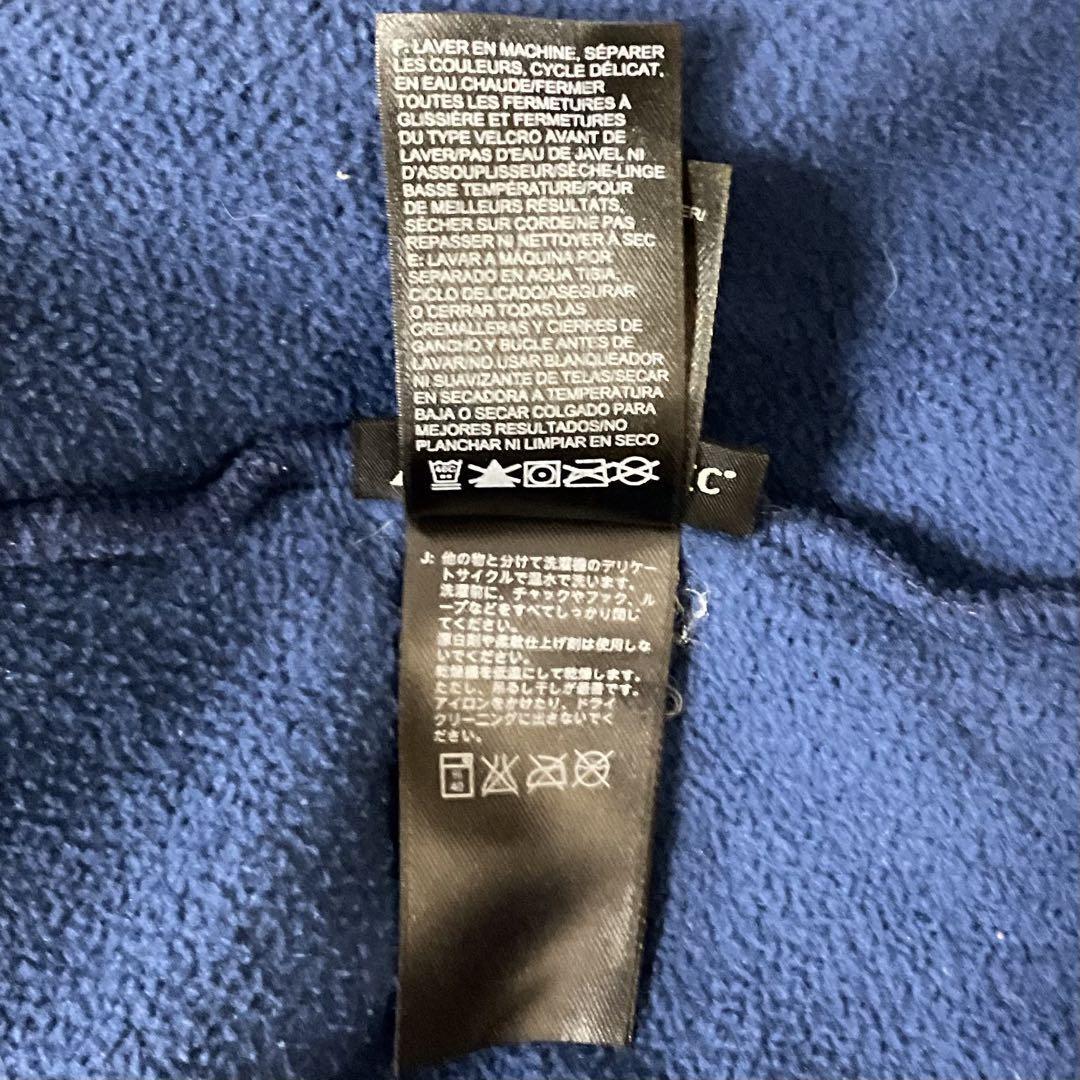 F: LAVER EN MACHINE, SÉPARER
LES COULEURS, CYCLE DÉLICAT,
EN EAU CHAUDE/FERMER
TOUTES LES FERMETURES À
GLISSIÈRE ET FERMETURES
DU TYPE VELCRO AVANT DE
LAVER/PAS D'EAU DE JAVEL NI
D'ASSOUPLISSEUR/SÈCHE-LINGE
BASSE TEMPÉRATURE/POUR
DE MEILLEURS RÉSULTATS,
SÉCHER SUR CORDE/NE PAS
REPASSER NI NETTOYER À SEC
E: LAVAR A MÁQUINA POR
SEPARADO EN AGUA TIBIA,
CICLO DELICADO/ASEGURAR
O CERRAR TODAS LAS
CREMALLERAS Y CIERRES DE
GANCHO Y BUCLE ANTES DE
LAVAR/NO USAR BLANQUEADOR
NI SUAVIZANTE DE TELAS/SECAR
EN SECADORA A TEMPERATURA
BAJA O SECAR COLGADO PARA
MEJORES RESULTADOS/NO
PLANCHAR NI LIMPIAR EN SECO
J: 他の物と分けて洗濯機のデリケー
トサイクルで温水で洗います。
洗濯前に、チャックやフック、ル
ープなどをすべてしっかり閉じ
てください。
漂白剤や柔軟仕上げ剤は使用しな
いでください。
乾燥機を低温にして乾燥します。
ただし、吊るし干しが最適です。
アイロンをかけたり、ドライ
クリーニングに出さないでく
ださい。
40